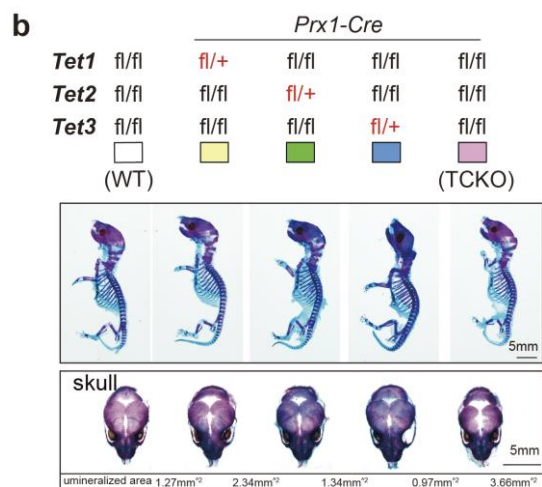 b
Prx1-Cre
Tet1 fl/fl fl/+ fl/fl fl/fl fl/fl
Tet2 fl/fl fl/fl fl/+ fl/fl fl/fl
Tet3 fl/fl fl/fl fl/fl fl/+ fl/fl
(WT) (TCKO)
5mm
skull
5mm
umineralized area 1.27mm^2 2.34mm^2 1.34mm^2 0.97mm^2 3.66mm^2